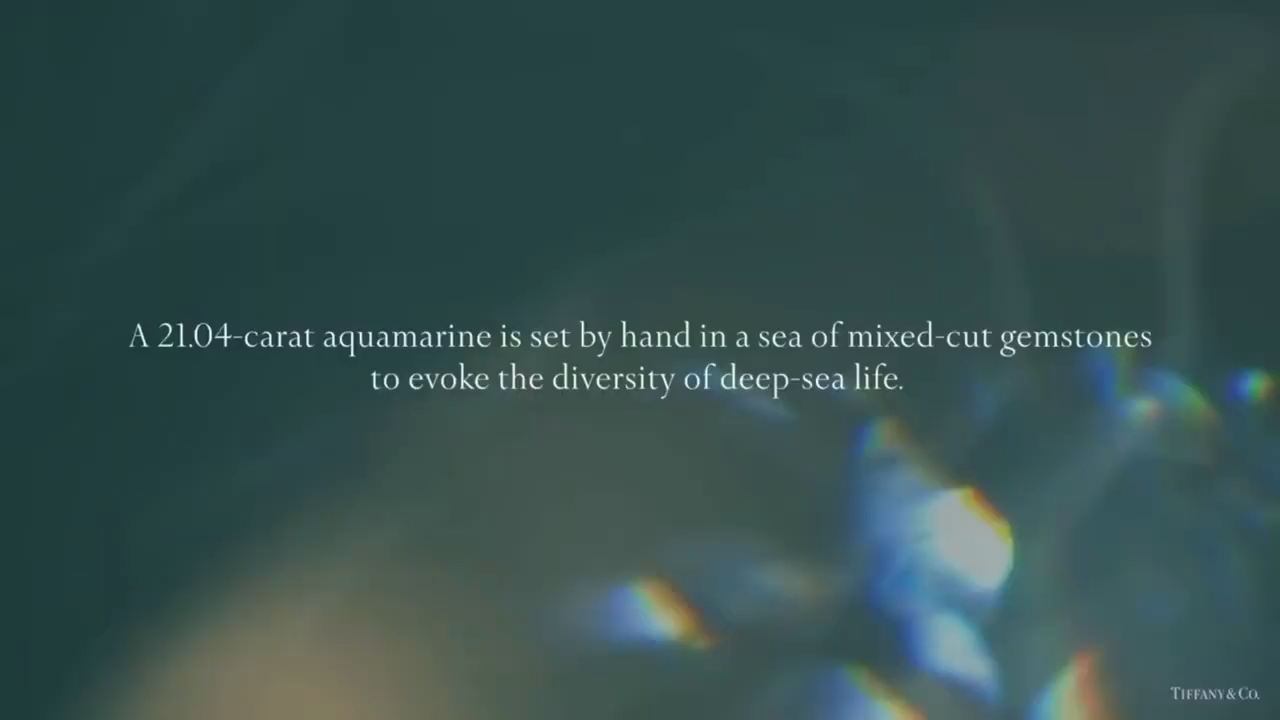 A 21.04-carat aquamarine is set by hand in a sea of mixed-cut gemstones
to evoke the diversity of deep-sea life.
TIFFANY & CO.